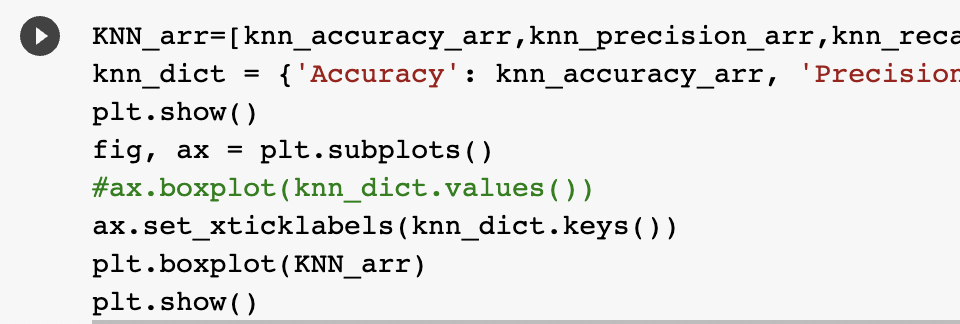 KNN_arr=[knn_accuracy_arr,knn_precision_arr,knn_reca
knn_dict = {'Accuracy': knn_accuracy_arr, 'Precision
plt.show()
fig, ax = plt.subplots()
#ax.boxplot(knn_dict.values())
ax.set_xticklabels(knn_dict.keys())
plt.boxplot(KNN_arr)
plt.show()